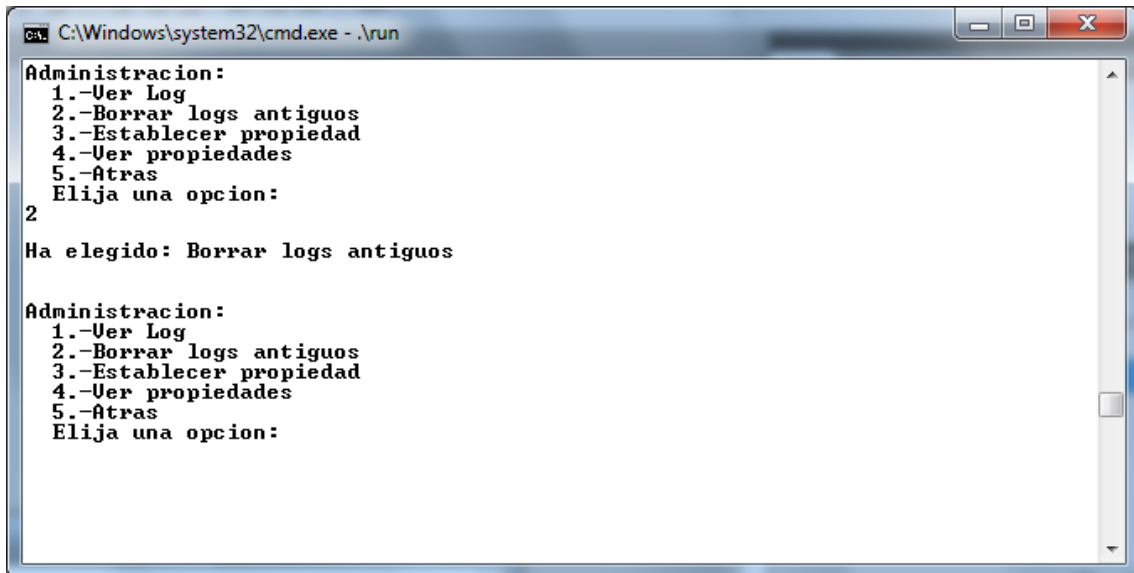 C:\Windows\system32\cmd.exe - .\run
Administracion:
1.-Ver Log
2.-Borrar logs antiguos
3.-Establecer propiedad
4.-Ver propiedades
5.-Atras
Elija una opcion:
2
Ha elegido: Borrar logs antiguos
Administracion:
1.-Ver Log
2.-Borrar logs antiguos
3.-Establecer propiedad
4.-Ver propiedades
5.-Atras
Elija una opcion: